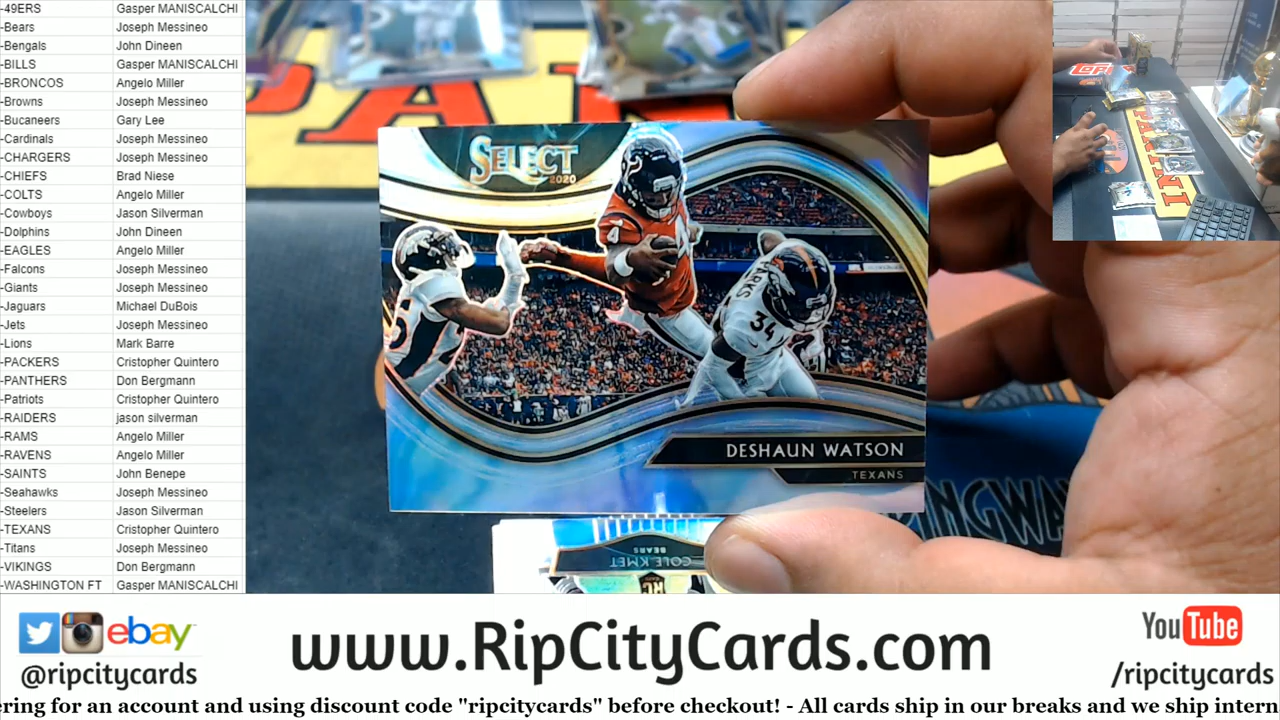 -49ERS Gasper MANISCALCHI
-Bears Joseph Messineo
-Bengals John Dineen
-BILLS Gasper MANISCALCHI
-BRONCOS Angelo Miller
-Browns Joseph Messineo
-Bucaneers Gary Lee
-Cardinals Joseph Messineo
-CHARGERS Joseph Messineo
-CHIEFS Brad Niese
-COLTS Angelo Miller
-Cowboys Jason Silverman
-Dolphins John Dineen
-EAGLES Angelo Miller
-Falcons Joseph Messineo
-Giants Joseph Messineo
-Jaguars Michael DuBois
-Jets Joseph Messineo
-Lions Mark Barre
-PACKERS Cristopher Quintero
-PANTHERS Don Bergmann
-Patriots Cristopher Quintero
-RAIDERS jason silverman
-RAMS Angelo Miller
-RAVENS Angelo Miller
-SAINTS John Benepe
-Seahawks Joseph Messineo
-Steelers Jason Silverman
-TEXANS Cristopher Quintero
-Titans Joseph Messineo
-VIKINGS Don Bergmann
-WASHINGTON FT Gasper MANISCALCHI
SELECT
2020
4
34
DESHAUN WATSON
TEXANS
COLE KMET
BEARS
RC
Topps
PANINI
ebay
@ripcitycards
www.RipCityCards.com
YouTube
/ripcitycards
ering for an account and using discount code "ripcitycards" before checkout! - All cards ship in our breaks and we ship intern